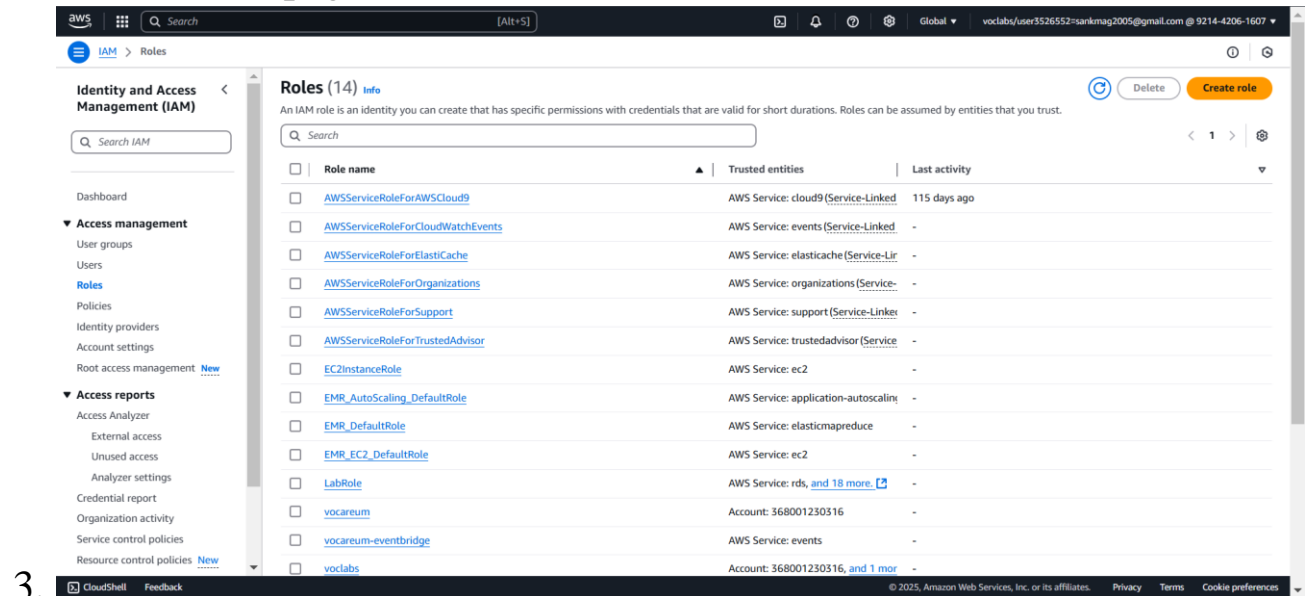 aws
Search [Alt+S] Global voclabs/user3526552=sankmag2005@gmail.com @ 9214-4206-1607
IAM > Roles
Identity and Access Management (IAM)
Search IAM
Dashboard
Access management
User groups
Users
Roles
Policies
Identity providers
Account settings
Root access management New
Access reports
Access Analyzer
External access
Unused access
Analyzer settings
Credential report
Organization activity
Service control policies
Resource control policies New
Roles (14) Info
Delete
Create role
An IAM role is an identity you can create that has specific permissions with credentials that are valid for short durations. Roles can be assumed by entities that you trust.
Search
1
Role name Trusted entities Last activity
AWSServiceRoleForAWSCloud9 AWS Service: cloud9 (Service-Linked 115 days ago
AWSServiceRoleForCloudWatchEvents AWS Service: events (Service-Linked -
AWSServiceRoleForElastiCache AWS Service: elasticache (Service-Lir -
AWSServiceRoleForOrganizations AWS Service: organizations (Service- -
AWSServiceRoleForSupport AWS Service: support (Service-Linked -
AWSServiceRoleForTrustedAdvisor AWS Service: trustedadvisor (Service -
EC2InstanceRole AWS Service: ec2 -
EMR_AutoScaling_DefaultRole AWS Service: application-autoscaling -
EMR_DefaultRole AWS Service: elasticmapreduce -
EMR_EC2_DefaultRole AWS Service: ec2 -
LabRole AWS Service: rds, and 18 more. -
vocareum Account: 368001230316 -
vocareum-eventbridge AWS Service: events -
voclabs Account: 368001230316, and 1 mor -
3.
CloudShell Feedback © 2025, Amazon Web Services, Inc. or its affiliates. Privacy Terms Cookie preferences